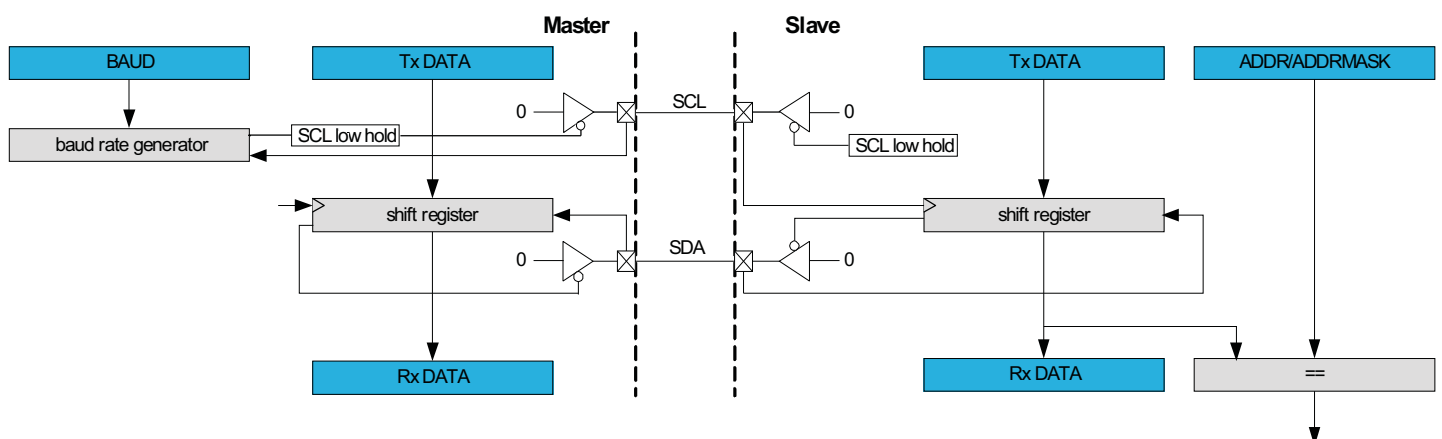 Master Slave
BAUD Tx DATA Tx DATA ADDR/ADDRMASK
0 SCL 0
baud rate generator SCL low hold SCL low hold
shift register shift register
0 SDA 0
Rx DATA Rx DATA ==